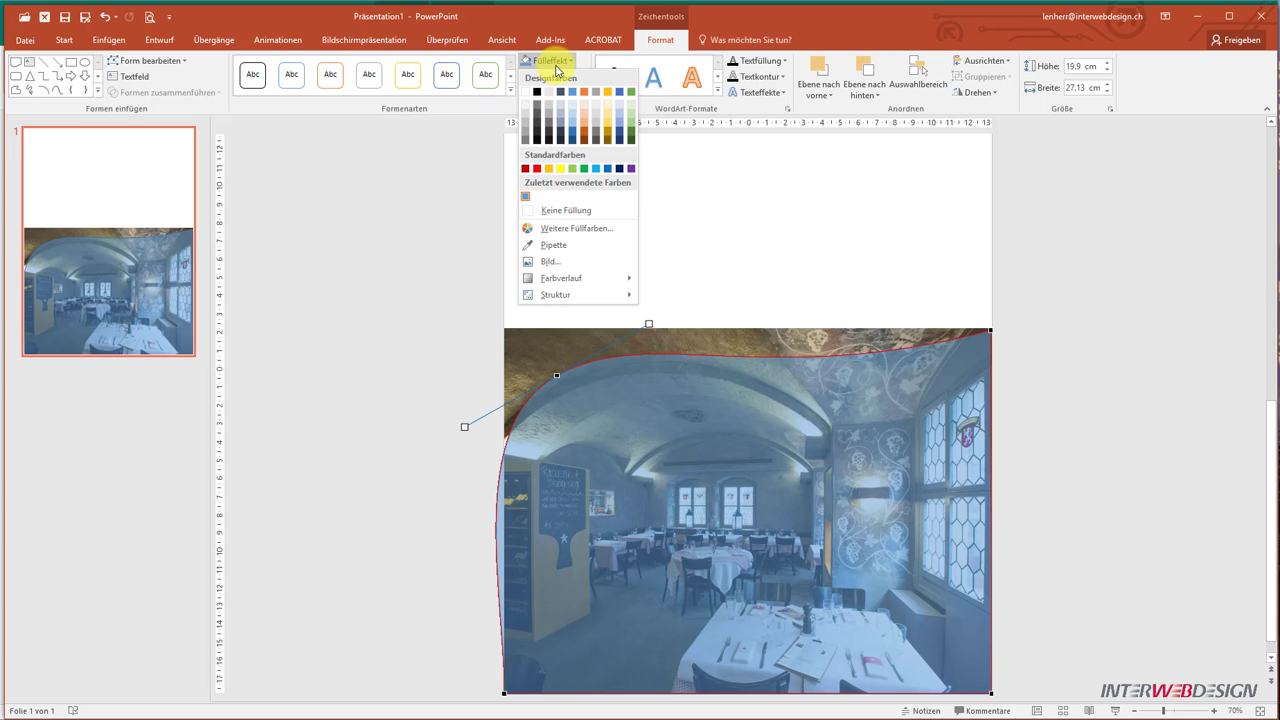 Präsentation1 - PowerPoint
Zeichentools
lenherr@interwebdesign.ch
Datei
Start
Einfügen
Entwurf
Übergänge
Animationen
Bildschirmpräsentation
Überprüfen
Ansicht
Add-Ins
ACROBAT
Format
Was möchten Sie tun?
Freigeben
Form bearbeiten
Textfeld
Formen zusammenführen
Formen einfügen
Abc
Abc
Abc
Abc
Abc
Abc
Abc
Formenarten
Fülleffekt
Designfarben
Standardfarben
Zuletzt verwendete Farben
Keine Füllung
Weitere Füllfarben...
Pipette
Bild...
Farbverlauf
Struktur
A
A
Textfüllung
Textkontur
Texteffekte
WordArt-Formate
Ebene nach vorne
Ebene nach hinten
Auswahlbereich
Ausrichten
Gruppieren
Drehen
Anordnen
Höhe:
19.9 cm
Breite:
27.13 cm
Größe
1
INTERWEBDESIGN
Folie 1 von 1
Notizen
Kommentare
70%